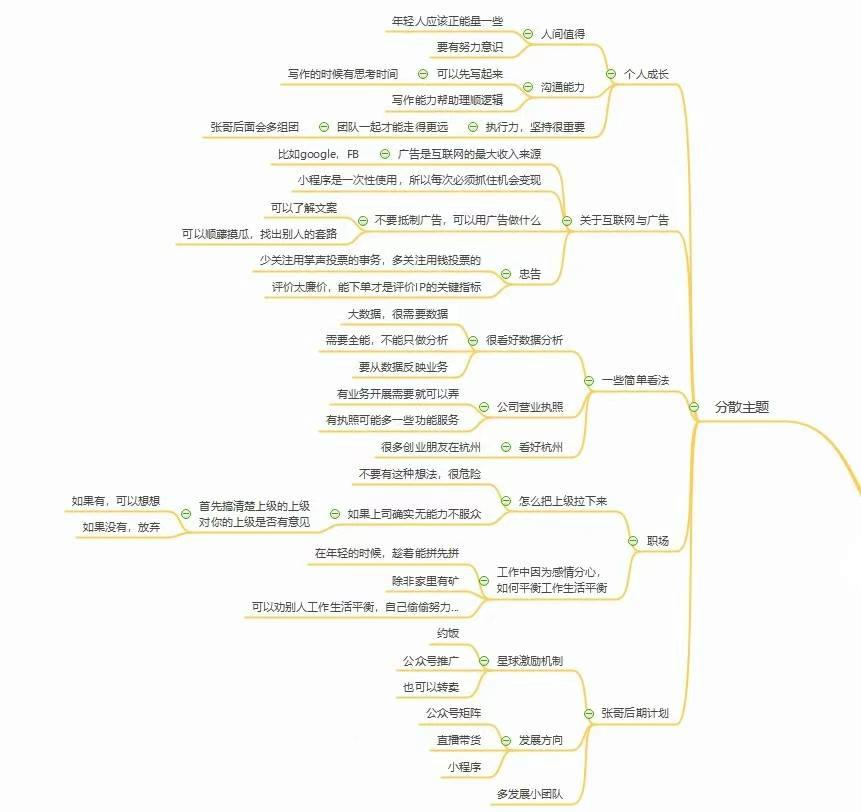 年轻人应该正能量一些
人间值得
要有努力意识
个人成长
写作的时候有思考时间
可以先写起来
沟通能力
写作能力帮助理顺逻辑
张哥后面会多组团
团队一起才能走得更远
执行力，坚持很重要
比如google，FB
广告是互联网的最大收入来源
小程序是一次性使用，所以每次必须抓住机会变现
可以了解文案
不要抵制广告，可以用广告做什么
关于互联网与广告
可以顺藤摸瓜，找出别人的套路
少关注用掌声投票的事务，多关注用钱投票的
忠告
评价太廉价，能下单才是评价IP的关键指标
大数据，很需要数据
需要全能，不能只做分析
很看好数据分析
要从数据反映业务
一些简单看法
有业务开展需要就可以弄
公司营业执照
有执照可能多一些功能服务
分散主题
很多创业朋友在杭州
看好杭州
不要有这种想法，很危险
怎么把上级拉下来
如果有，可以想想
首先搞清楚上级的上级
对你的上级是否有意见
如果上司确实无能力不服众
如果没有，放弃
职场
在年轻的时候，趁着能拼先拼
工作中因为感情分心，
如何平衡工作生活平衡
除非家里有矿
可以劝别人工作生活平衡，自己偷偷努力...
约饭
公众号推广
星球激励机制
也可以转卖
张哥后期计划
公众号矩阵
直播带货
发展方向
小程序
多发展小团队